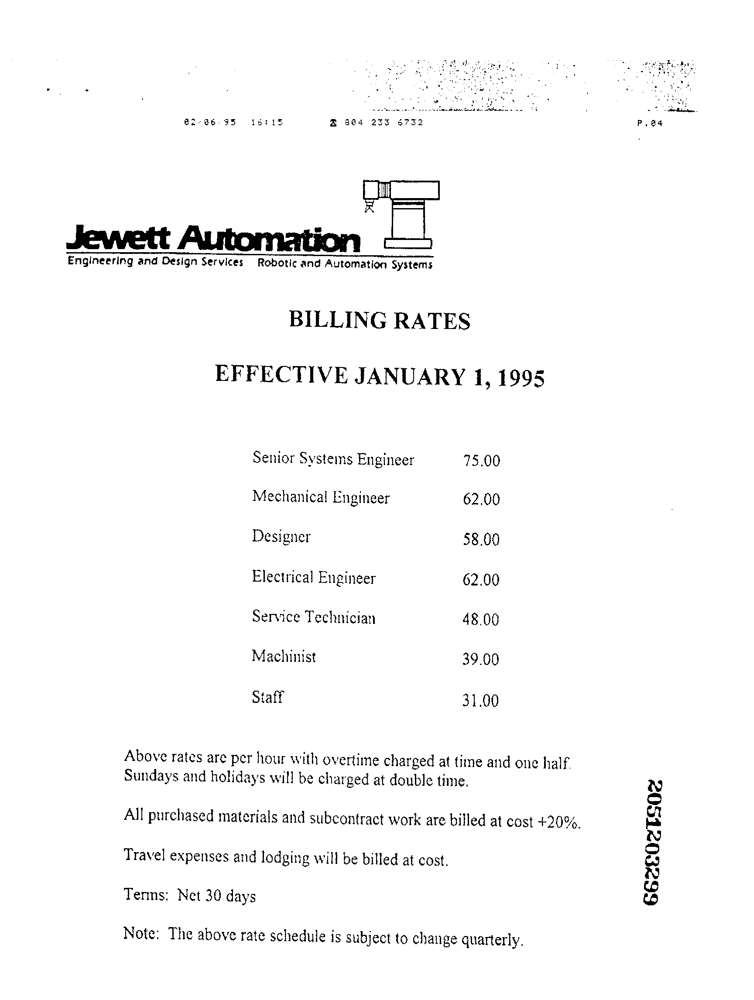 02-06-95 16:15 ☎ 804 233 6732 P.04
Jewett Automation
Engineering and Design Services Robotic and Automation Systems
BILLING RATES
EFFECTIVE JANUARY 1, 1995
Senior Systems Engineer 75.00
Mechanical Engineer 62.00
Designer 58.00
Electrical Engineer 62.00
Service Technician 48.00
Machinist 39.00
Staff 31.00
Above rates are per hour with overtime charged at time and one half.
Sundays and holidays will be charged at double time.
All purchased materials and subcontract work are billed at cost +20%.
Travel expenses and lodging will be billed at cost.
Terms: Net 30 days
Note: The above rate schedule is subject to change quarterly.
2051203299